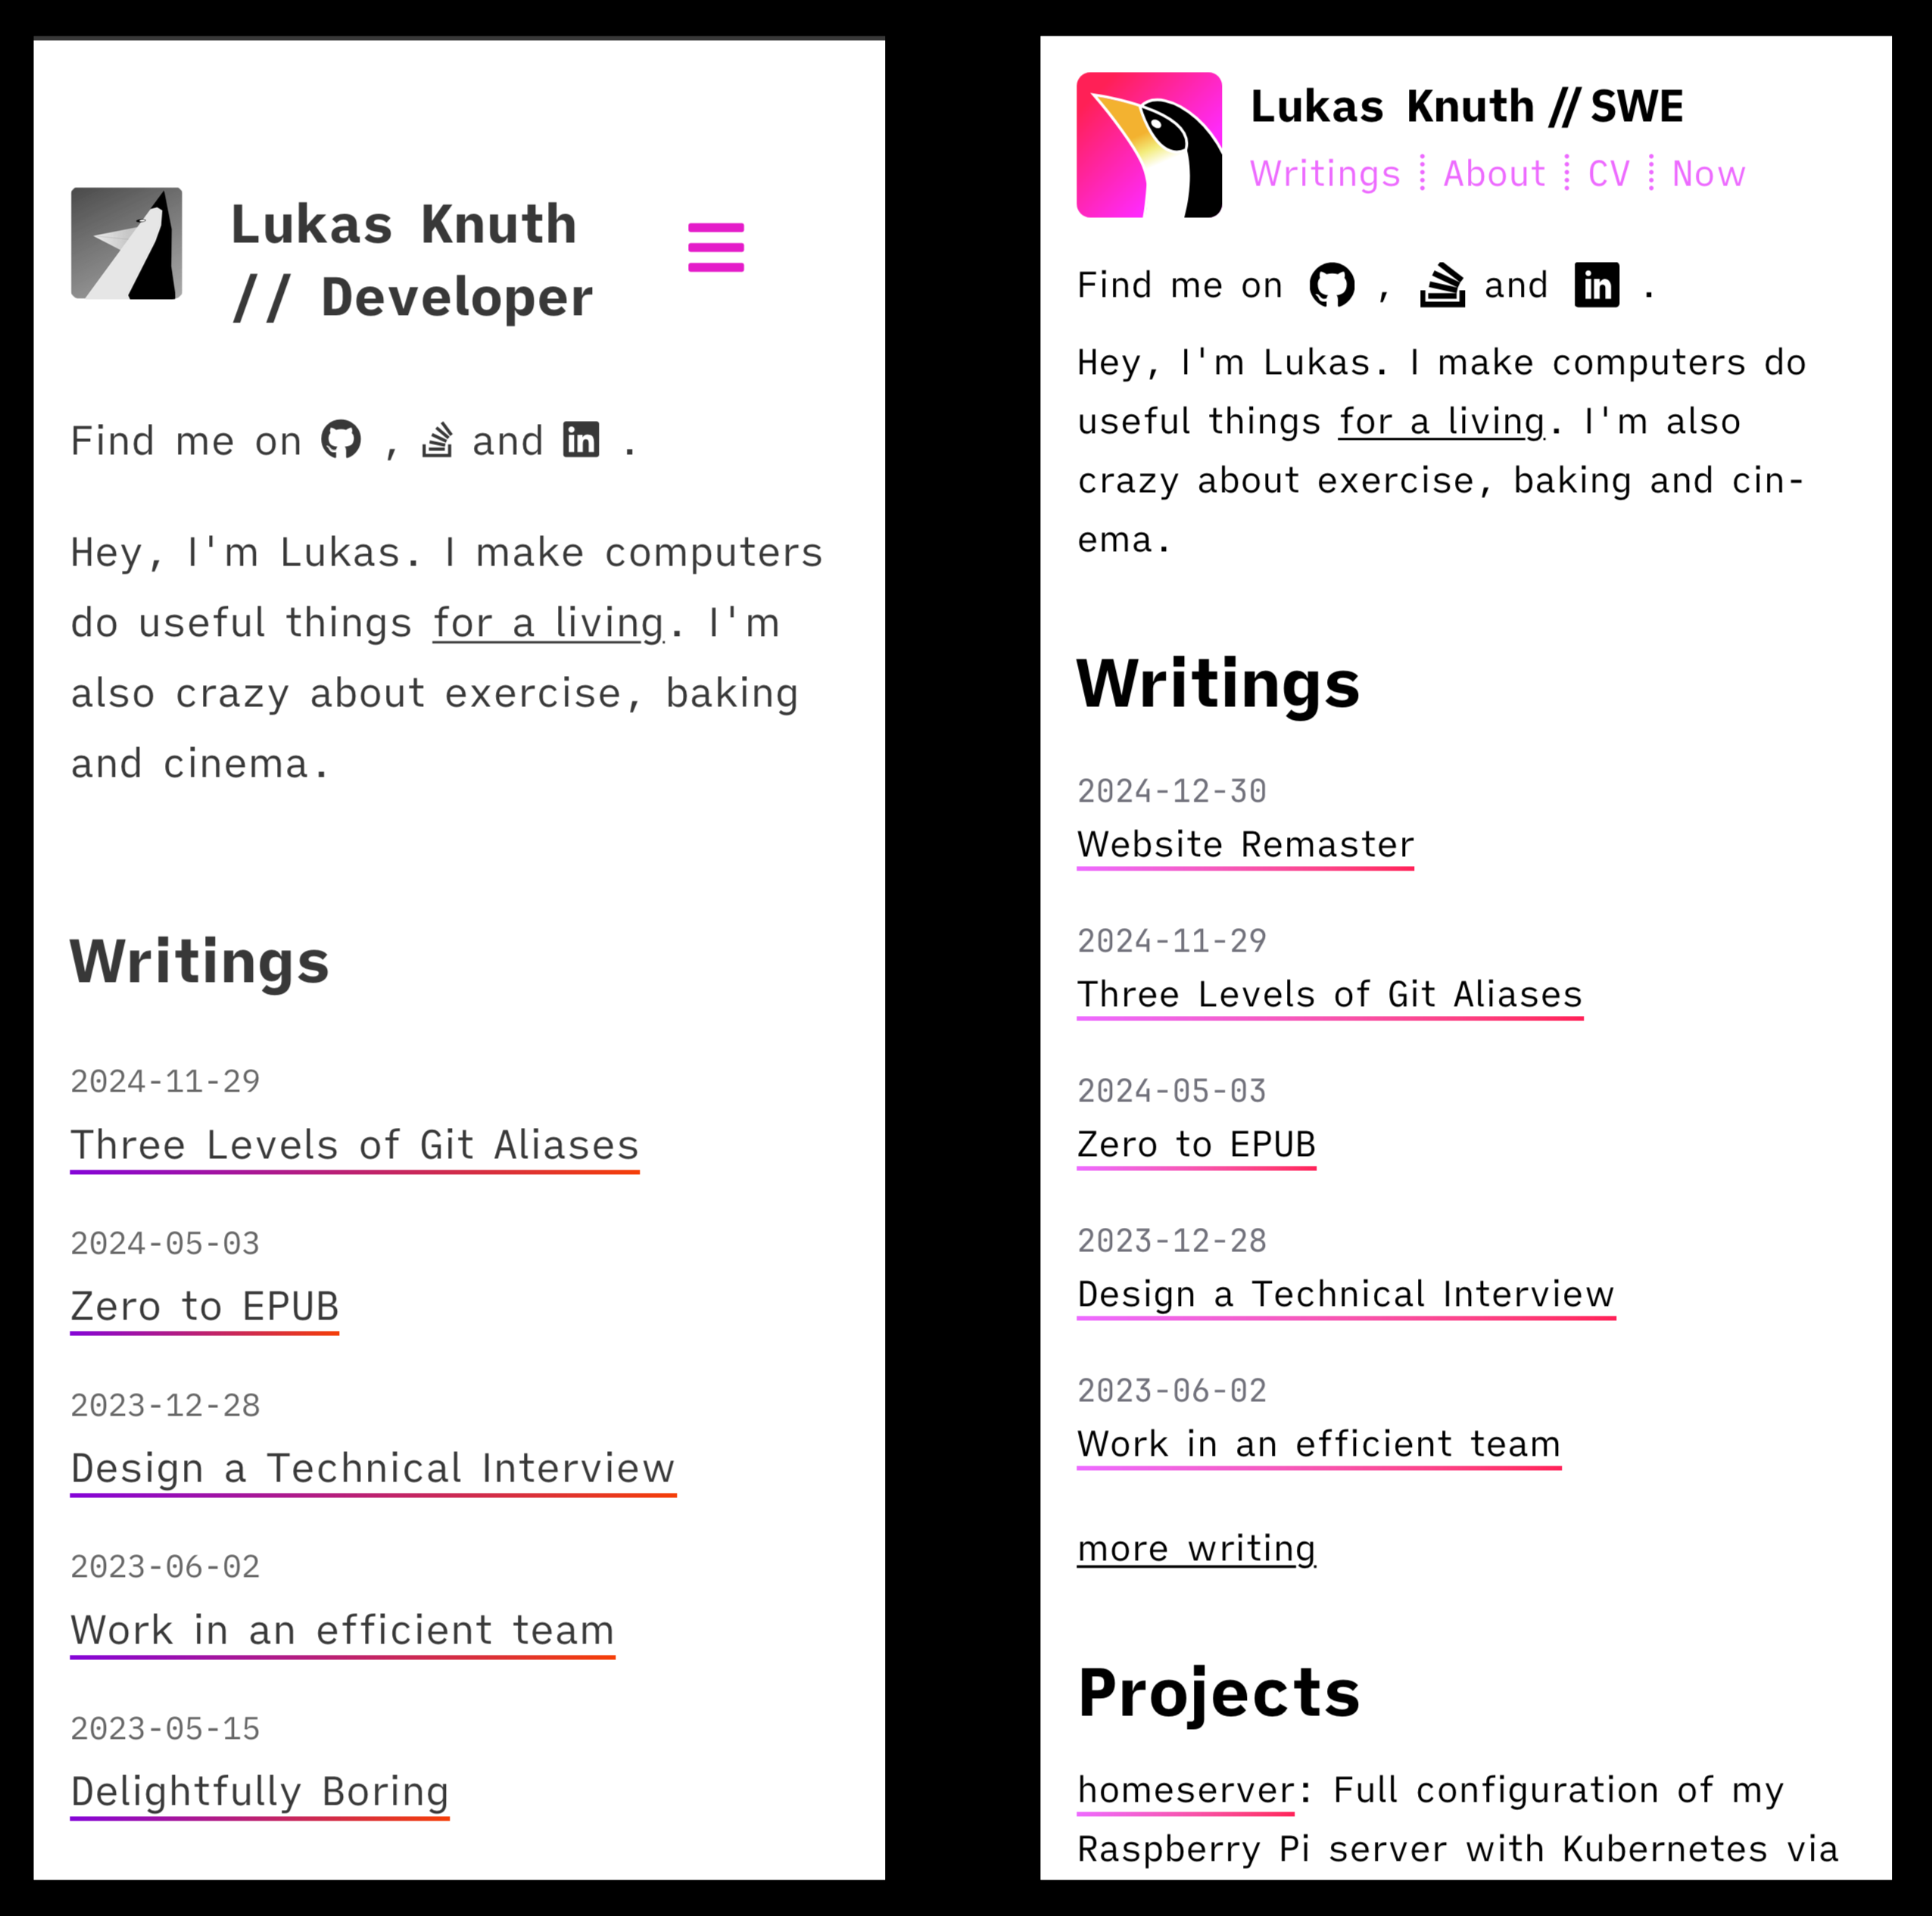 Lukas Knuth
// Developer
Find me on , and .
Hey, I'm Lukas. I make computers
do useful things for a living. I'm
also crazy about exercise, baking
and cinema.
Writings
2024-11-29
Three Levels of Git Aliases
2024-05-03
Zero to EPUB
2023-12-28
Design a Technical Interview
2023-06-02
Work in an efficient team
2023-05-15
Delightfully Boring
Lukas Knuth // SWE
Writings About CV Now
Find me on , and .
Hey, I'm Lukas. I make computers do
useful things for a living. I'm also
crazy about exercise, baking and cin-
ema.
Writings
2024-12-30
Website Remaster
2024-11-29
Three Levels of Git Aliases
2024-05-03
Zero to EPUB
2023-12-28
Design a Technical Interview
2023-06-02
Work in an efficient team
more writing
Projects
homeserver: Full configuration of my
Raspberry Pi server with Kubernetes via